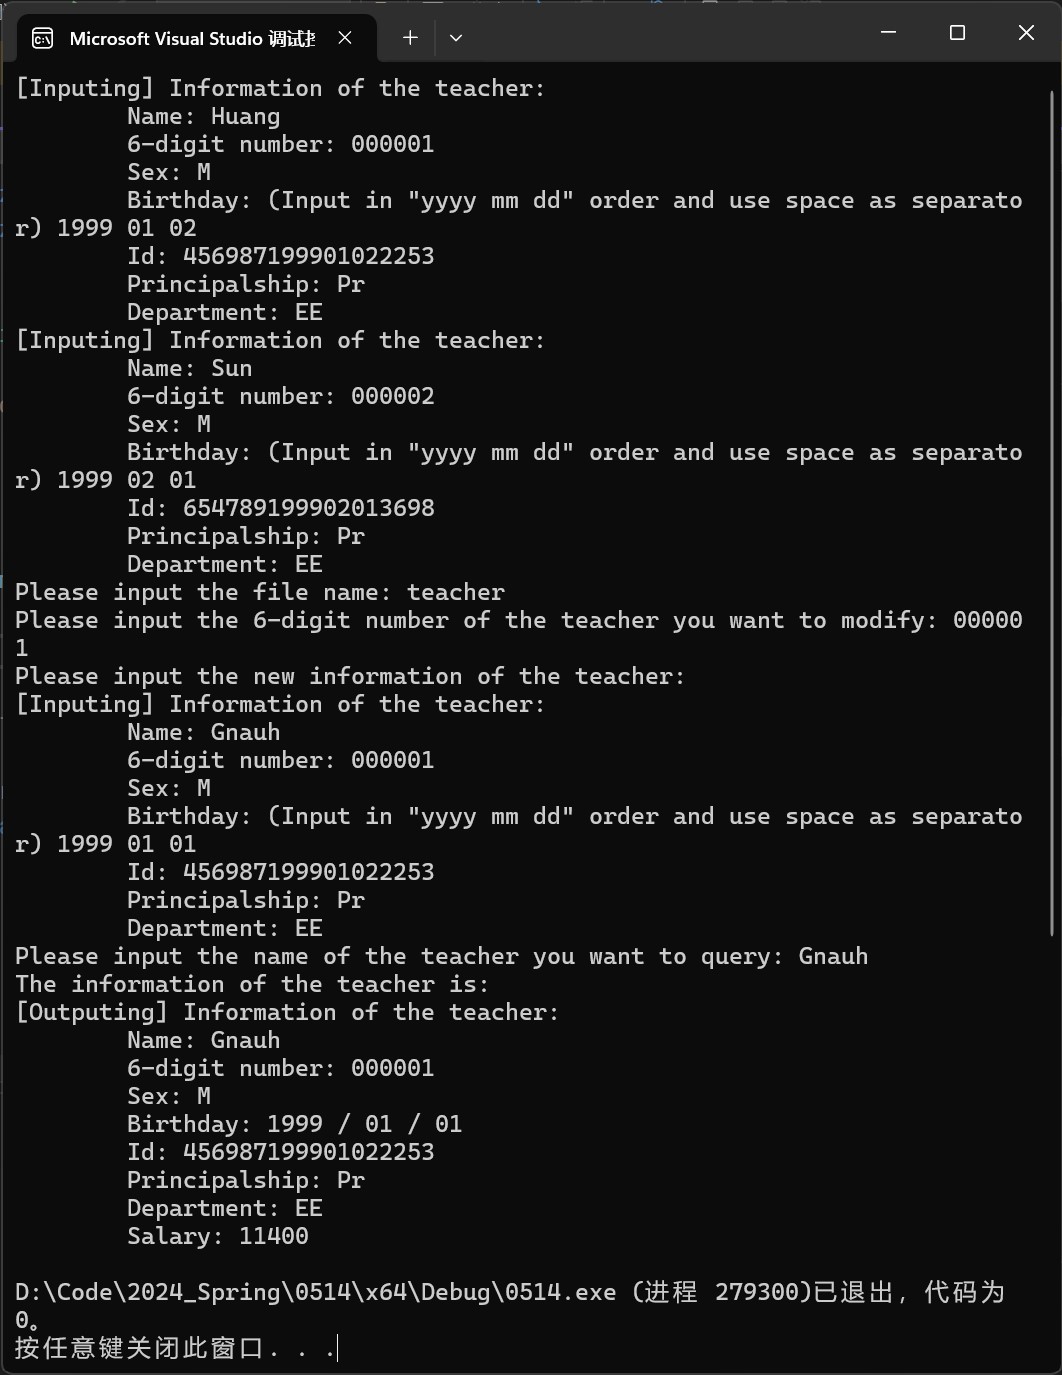 Microsoft Visual Studio 调试
[Inputing] Information of the teacher:
Name: Huang
6-digit number: 000001
Sex: M
Birthday: (Input in "yyyy mm dd" order and use space as separato
r) 1999 01 02
Id: 456987199901022253
Principalship: Pr
Department: EE
[Inputing] Information of the teacher:
Name: Sun
6-digit number: 000002
Sex: M
Birthday: (Input in "yyyy mm dd" order and use space as separato
r) 1999 02 01
Id: 654789199902013698
Principalship: Pr
Department: EE
Please input the file name: teacher
Please input the 6-digit number of the teacher you want to modify: 00000
1
Please input the new information of the teacher:
[Inputing] Information of the teacher:
Name: Gnauh
6-digit number: 000001
Sex: M
Birthday: (Input in "yyyy mm dd" order and use space as separato
r) 1999 01 01
Id: 456987199901022253
Principalship: Pr
Department: EE
Please input the name of the teacher you want to query: Gnauh
The information of the teacher is:
[Outputing] Information of the teacher:
Name: Gnauh
6-digit number: 000001
Sex: M
Birthday: 1999 / 01 / 01
Id: 456987199901022253
Principalship: Pr
Department: EE
Salary: 11400
D:\Code\2024_Spring\0514\x64\Debug\0514.exe (进程 279300)已退出，代码为
0。
按任意键关闭此窗口. . .